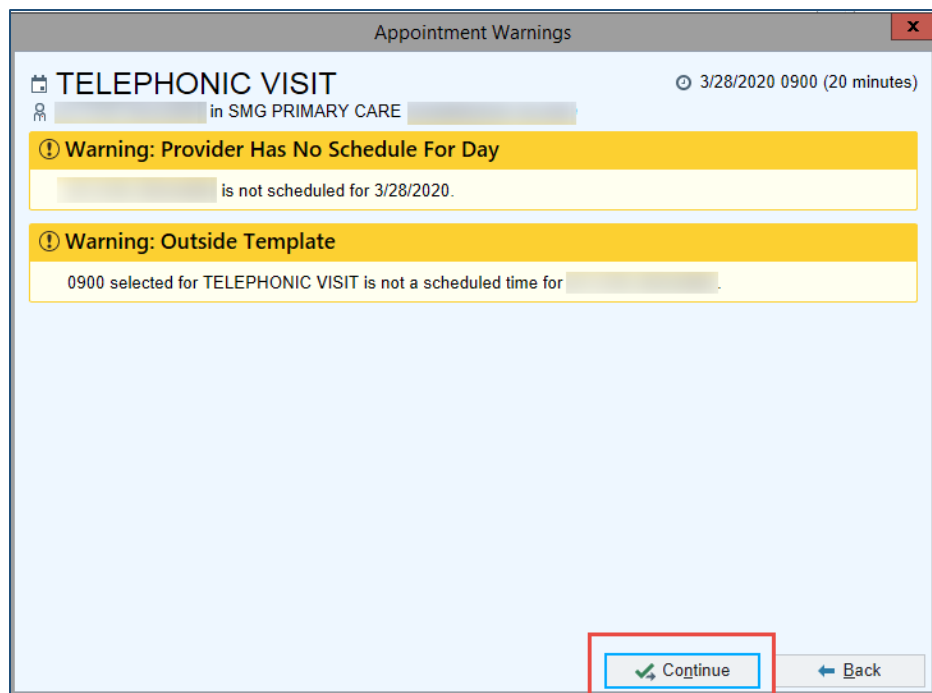 Appointment Warnings
x
TELEPHONIC VISIT
3/28/2020 0900 (20 minutes)
in SMG PRIMARY CARE
Warning: Provider Has No Schedule For Day
is not scheduled for 3/28/2020.
Warning: Outside Template
0900 selected for TELEPHONIC VISIT is not a scheduled time for .
Continue
Back